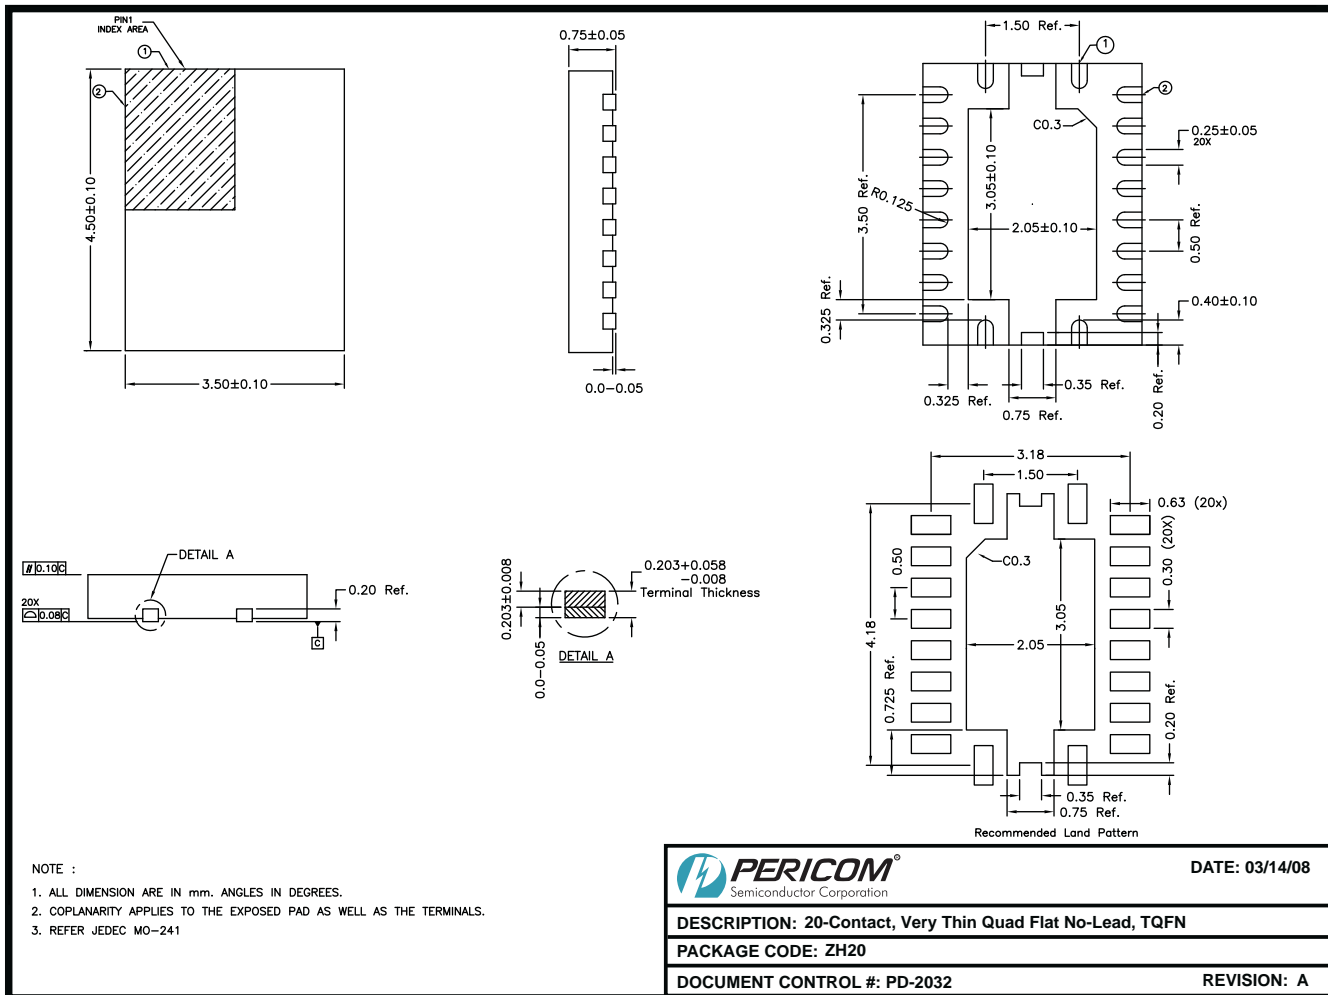 PIN1
INDEX AREA
1
2
4.50±0.10
3.50±0.10
0.75±0.05
0.0-0.05
1.50 Ref.
1
2
C0.3
0.25±0.05
20X
3.50 Ref.
R0.125
3.05±0.10
2.05±0.10
0.50 Ref.
0.325 Ref.
0.40±0.10
0.325 Ref.
0.35 Ref.
0.75 Ref.
0.20 Ref.
// 0.10 C
20X
0.08 C
DETAIL A
0.20 Ref.
C
0.203±0.008
0.0-0.05
0.203+0.058
-0.008
Terminal Thickness
DETAIL A
3.18
1.50
0.63 (20x)
0.50
C0.3
0.30 (20X)
4.18
3.05
2.05
0.725 Ref.
0.20 Ref.
0.35 Ref.
0.75 Ref.
Recommended Land Pattern
NOTE :
1. ALL DIMENSION ARE IN mm. ANGLES IN DEGREES.
2. COPLANARITY APPLIES TO THE EXPOSED PAD AS WELL AS THE TERMINALS.
3. REFER JEDEC MO-241
PERICOM®
Semiconductor Corporation
DATE: 03/14/08
DESCRIPTION: 20-Contact, Very Thin Quad Flat No-Lead, TQFN
PACKAGE CODE: ZH20
DOCUMENT CONTROL #: PD-2032
REVISION: A